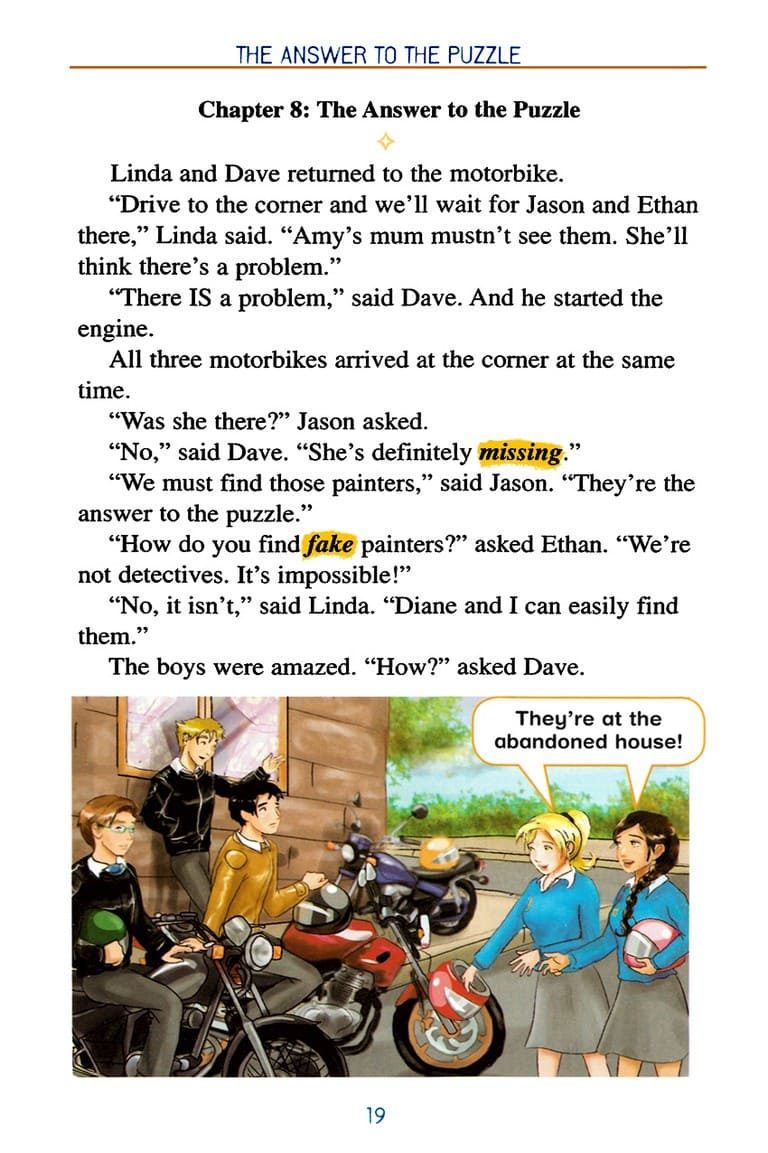 THE ANSWER TO THE PUZZLE
Chapter 8: The Answer to the Puzzle
Linda and Dave returned to the motorbike.
“Drive to the corner and we’ll wait for Jason and Ethan
there,” Linda said. “Amy’s mum mustn’t see them. She’ll
think there’s a problem.”
“There IS a problem,” said Dave. And he started the
engine.
All three motorbikes arrived at the corner at the same
time.
“Was she there?” Jason asked.
“No,” said Dave. “She’s definitely missing.”
“We must find those painters,” said Jason. “They’re the
answer to the puzzle.”
“How do you find fake painters?” asked Ethan. “We’re
not detectives. It’s impossible!”
“No, it isn’t,” said Linda. “Diane and I can easily find
them.”
The boys were amazed. “How?” asked Dave.
They’re at the
abandoned house!
19